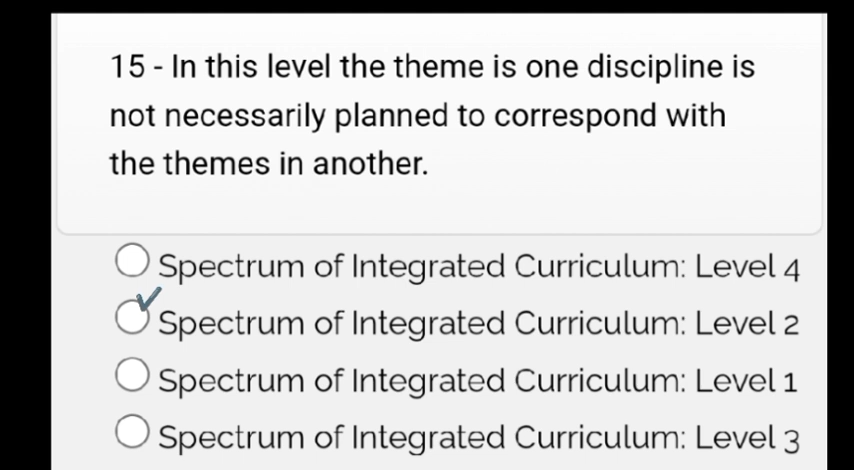 15 - In this level the theme is one discipline is
not necessarily planned to correspond with
the themes in another.
Spectrum of Integrated Curriculum: Level 4
Spectrum of Integrated Curriculum: Level 2
Spectrum of Integrated Curriculum: Level 1
Spectrum of Integrated Curriculum: Level 3